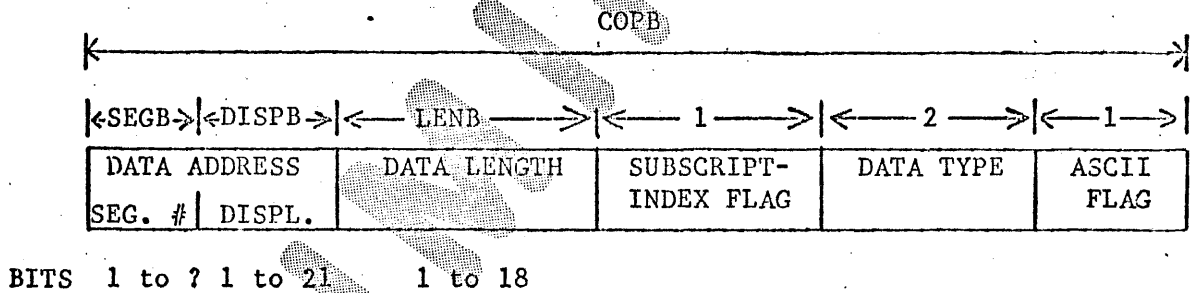 COPB
SEGB DISPB LENB 1 2 1
DATA ADDRESS DATA LENGTH SUBSCRIPT- DATA TYPE ASCII
SEG. # DISPL. INDEX FLAG FLAG
BITS 1 to ? 1 to 21 1 to 18